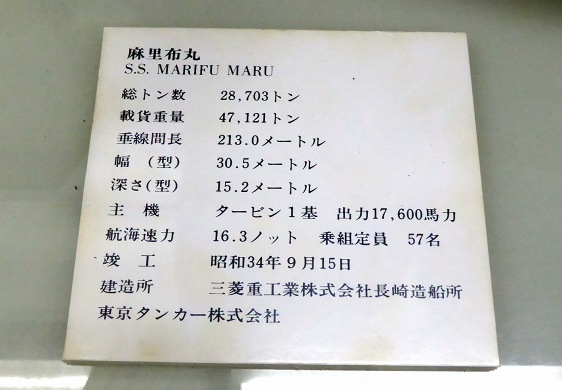 麻里布丸
S.S. MARIFU MARU
総トン数 28,703トン
載貨重量 47,121トン
垂線間長 213.0メートル
幅 (型) 30.5メートル
深さ(型) 15.2メートル
主機 タービン1基 出力17,600馬力
航海速力 16.3ノット 乗組定員 57名
竣工 昭和34年9月15日
建造所 三菱重工業株式会社長崎造船所
東京タンカー株式会社